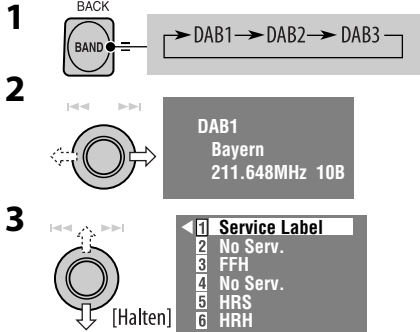 1
BACK
BAND
DAB1 DAB2 DAB3
2
DAB1
Bayern
211.648MHz 10B
3
1 Service Label
2 No Serv.
3 FFH
4 No Serv.
5 HRS
6 HRH
[Halten]